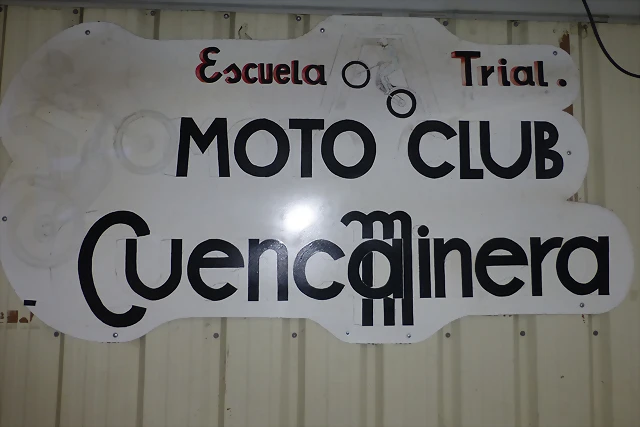 Escuela Trial.
MOTO CLUB
CuencaMinera